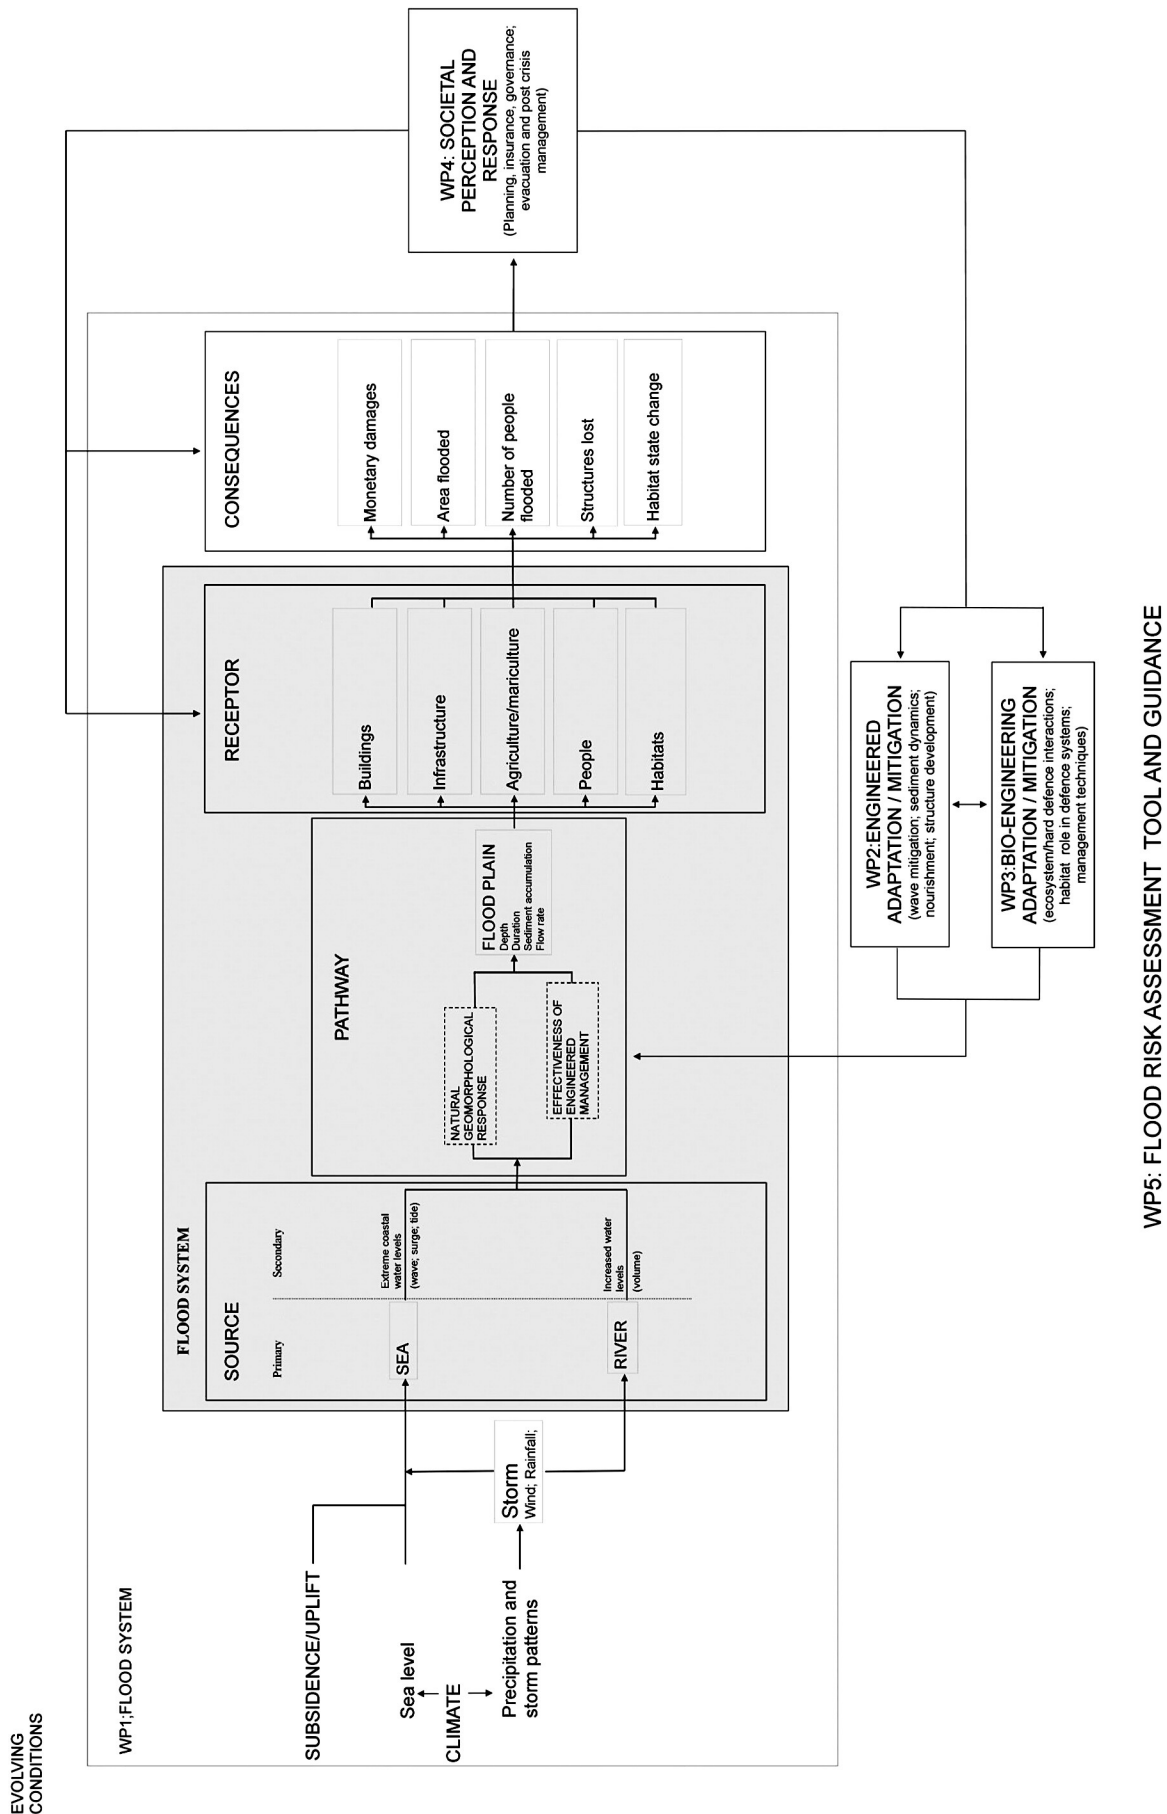 EVOLVING
CONDITIONS
WP1;FLOOD SYSTEM
SUBSIDENCE/UPLIFT
Sea level
CLIMATE
Precipitation and
storm patterns
Storm
Wind; Rainfall;
FLOOD SYSTEM
SOURCE
Primary
Secondary
SEA
Extreme coastal
water levels
(wave; surge; tide)
RIVER
Increased water
levels
(volume)
PATHWAY
NATURAL
GEOMORPHOLOGICAL
RESPONSE
EFFECTIVENESS OF
ENGINEERED
MANAGEMENT
FLOOD PLAIN
Depth
Duration
Sediment accumulation
Flow rate
RECEPTOR
Buildings
Infrastructure
Agriculture/mariculture
People
Habitats
CONSEQUENCES
Monetary damages
Area flooded
Number of people
flooded
Structures lost
Habitat state change
WP4: SOCIETAL
PERCEPTION AND
RESPONSE
(Planning, insurance, governance;
evacuation and post crisis
management)
WP2:ENGINEERED
ADAPTATION / MITIGATION
(wave mitigation; sediment dynamics;
nourishment; structure development)
WP3:BIO-ENGINEERING
ADAPTATION / MITIGATION
(ecosystem/hard defence interactions;
habitat role in defence systems;
management techniques)
WP5: FLOOD RISK ASSESSMENT TOOL AND GUIDANCE